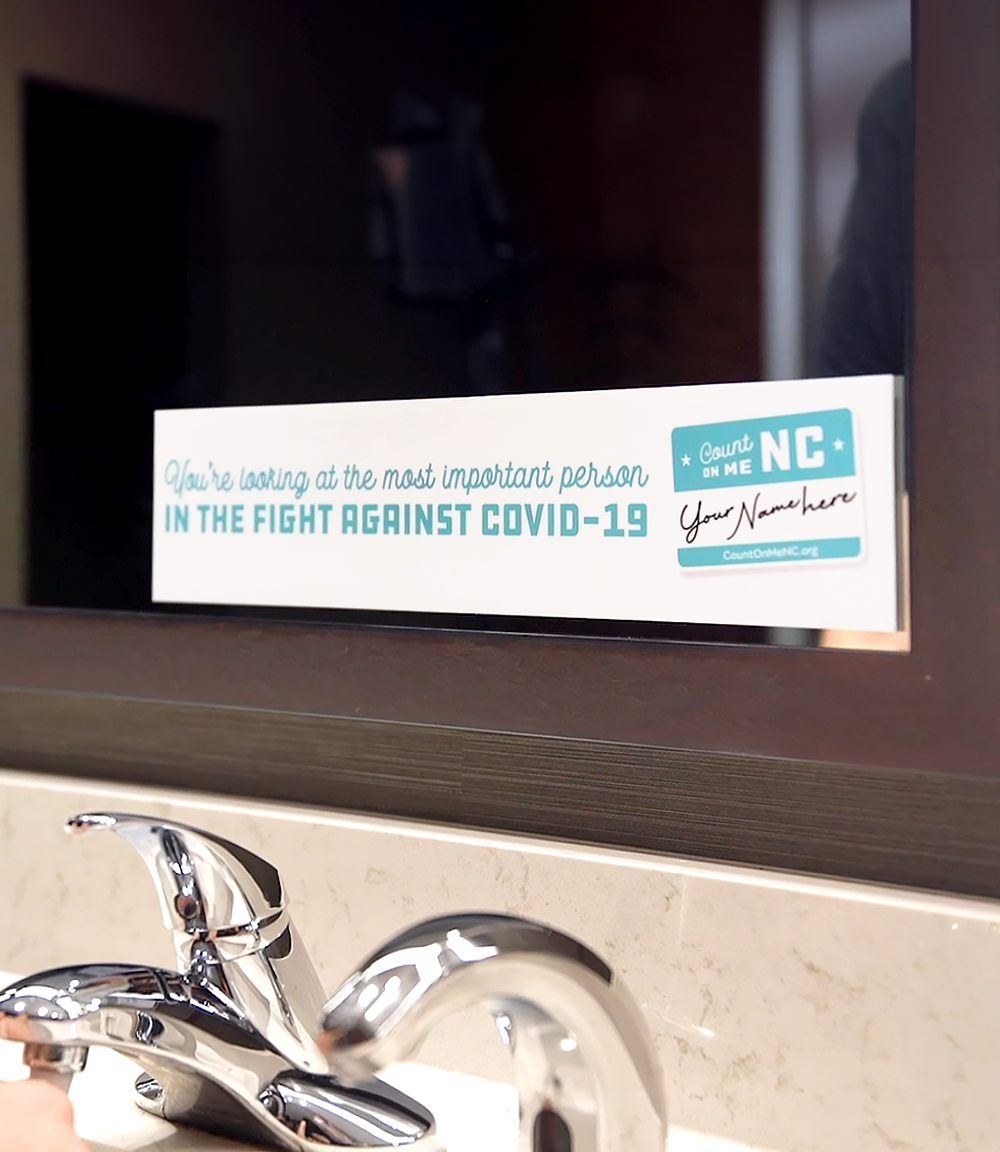 You're looking at the most important person
IN THE FIGHT AGAINST COVID-19
Count
ON ME NC
Your Name here
CountOnMeNC.org